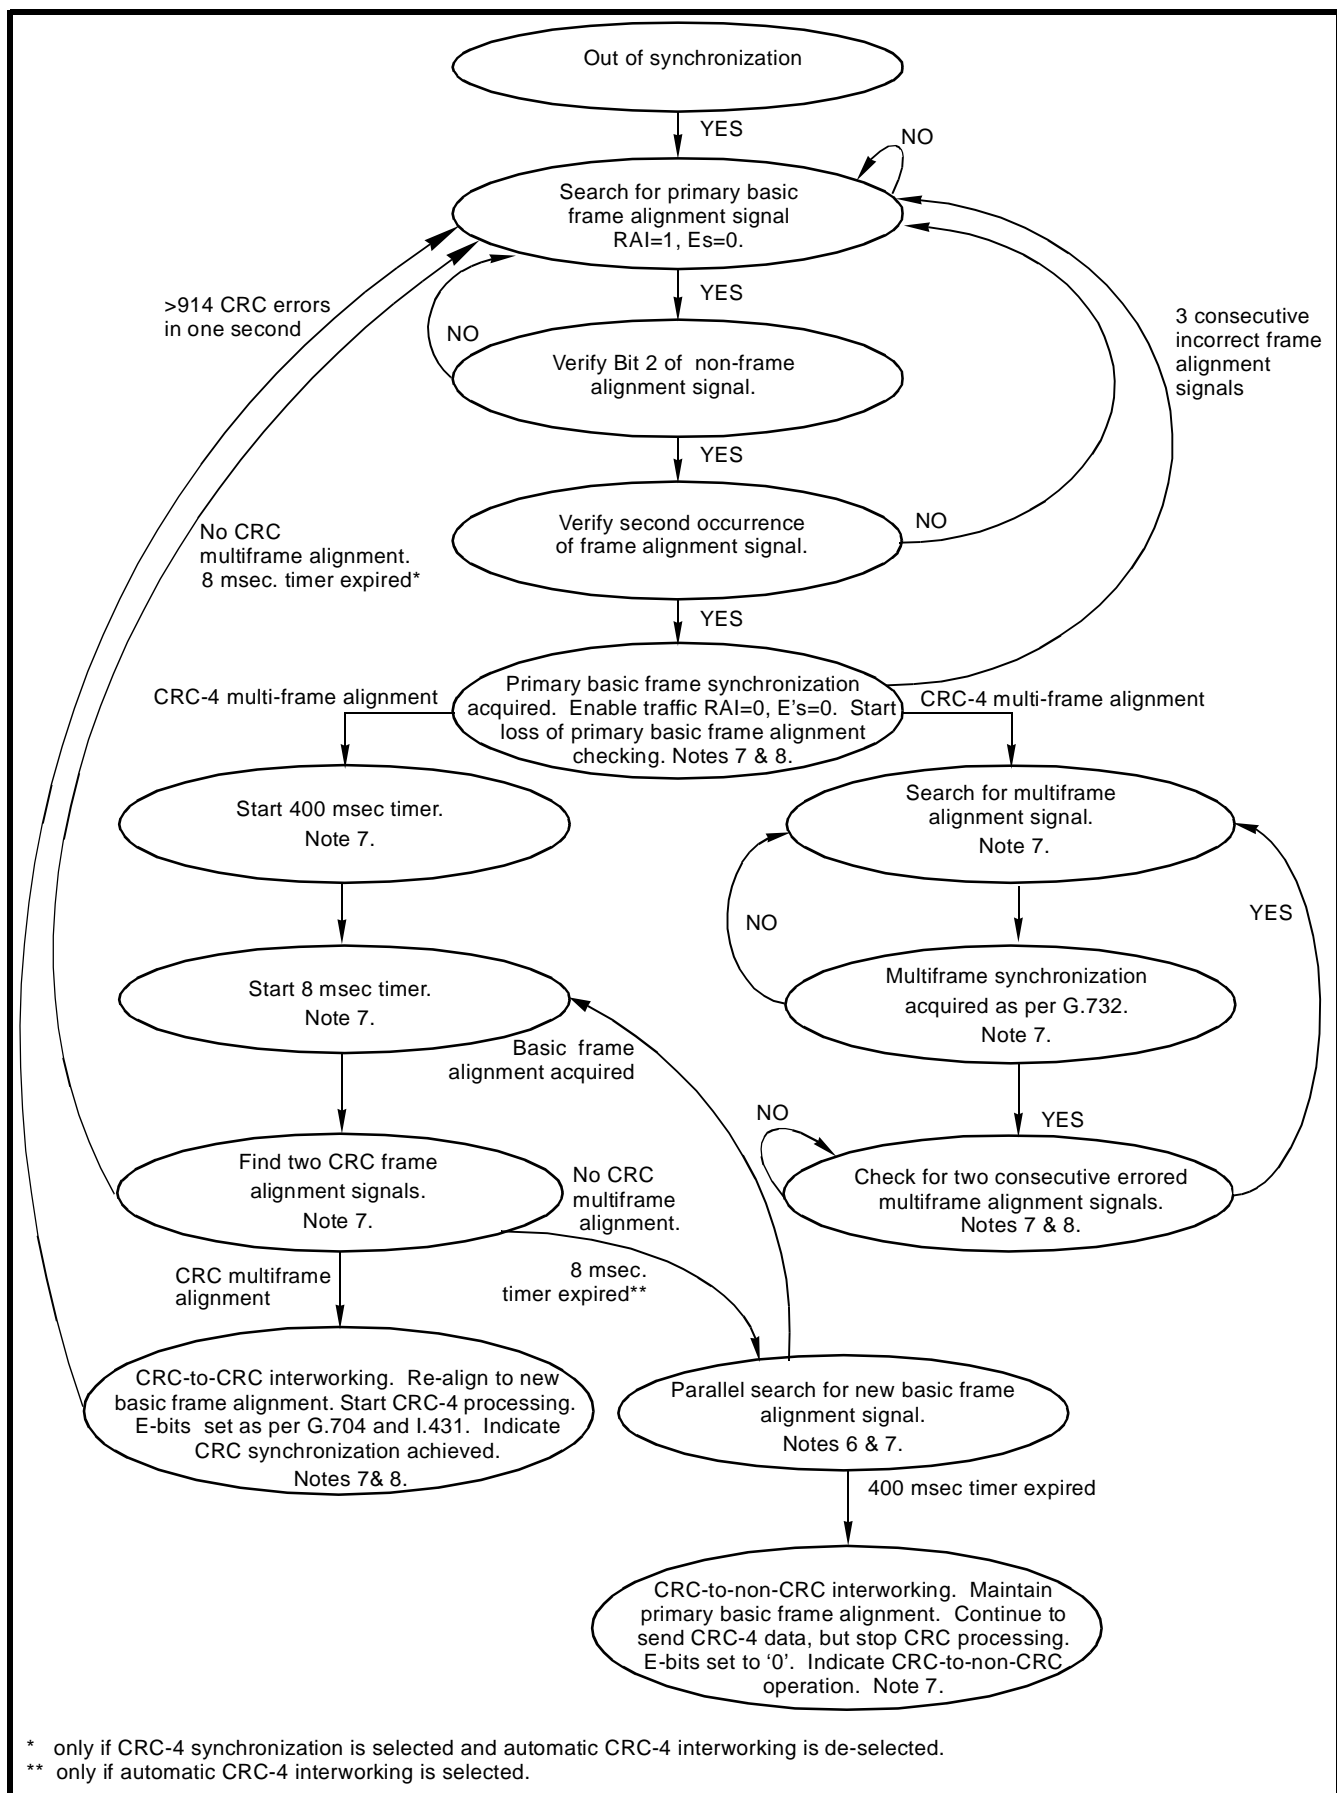 Out of synchronization
YES
NO
Search for primary basic
frame alignment signal
RAI=1, Es=0.
YES
>914 CRC errors
in one second
NO
3 consecutive
incorrect frame
alignment
signals
Verify Bit 2 of non-frame
alignment signal.
YES
No CRC
multiframe alignment.
8 msec. timer expired*
Verify second occurrence
of frame alignment signal.
NO
YES
CRC-4 multi-frame alignment
Primary basic frame synchronization
acquired. Enable traffic RAI=0, E's=0. Start
loss of primary basic frame alignment
checking. Notes 7 & 8.
CRC-4 multi-frame alignment
Start 400 msec timer.
Note 7.
Search for multiframe
alignment signal.
Note 7.
NO
YES
Start 8 msec timer.
Note 7.
Multiframe synchronization
acquired as per G.732.
Note 7.
Basic frame
alignment acquired
NO
YES
Find two CRC frame
alignment signals.
Note 7.
No CRC
multiframe
alignment.
Check for two consecutive errored
multiframe alignment signals.
Notes 7 & 8.
CRC multiframe
alignment
8 msec.
timer expired**
CRC-to-CRC interworking. Re-align to new
basic frame alignment. Start CRC-4 processing.
E-bits set as per G.704 and I.431. Indicate
CRC synchronization achieved.
Notes 7& 8.
Parallel search for new basic frame
alignment signal.
Notes 6 & 7.
400 msec timer expired
CRC-to-non-CRC interworking. Maintain
primary basic frame alignment. Continue to
send CRC-4 data, but stop CRC processing.
E-bits set to ‘0’. Indicate CRC-to-non-CRC
operation. Note 7.
* only if CRC-4 synchronization is selected and automatic CRC-4 interworking is de-selected.
** only if automatic CRC-4 interworking is selected.